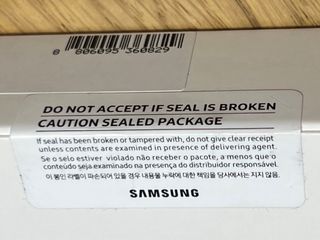 8 806095 360829
DO NOT ACCEPT IF SEAL IS BROKEN
CAUTION SEALED PACKAGE
If seal has been broken or tampered with, do not give clear receipt
unless contents are examined in presence of delivering agent.
Se o selo estiver violado não receber o pacote, a menos que o
conteúdo seja examinado na presença do distribuidor responsável.
이 봉인 라벨이 파손되어 있을 경우 내용물 누락에 대한 책임을 당사에서는 지지 않음.
SAMSUNG